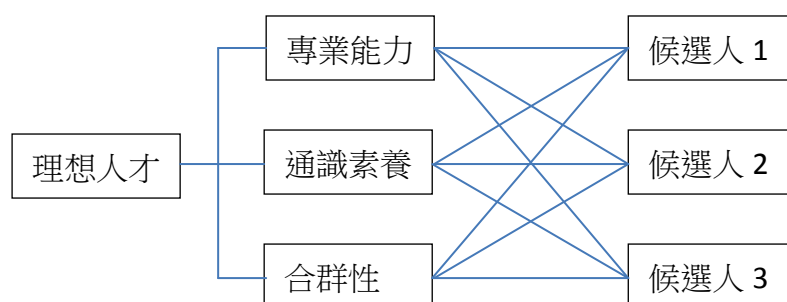 專業能力
候選人 1
理想人才
通識素養
候選人 2
合群性
候選人 3